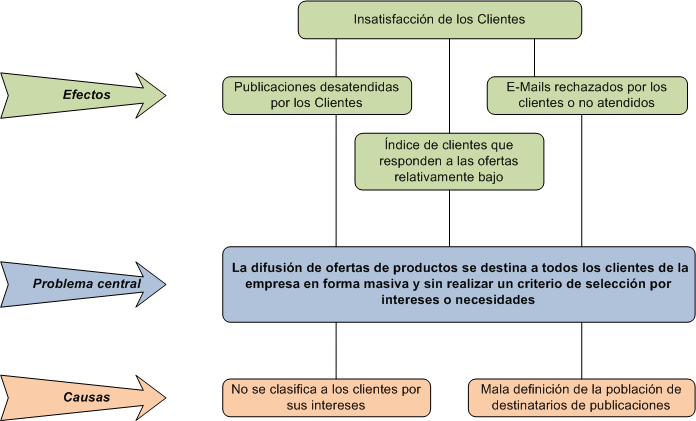 Insatisfacción de los Clientes
Efectos
Publicaciones desatendidas
por los Clientes
E-Mails rechazados por los
clientes o no atendidos
Índice de clientes que
responden a las ofertas
relativamente bajo
Problema central
La difusión de ofertas de productos se destina a todos los clientes de la
empresa en forma masiva y sin realizar un criterio de selección por
intereses o necesidades
Causas
No se clasifica a los clientes por
sus intereses
Mala definición de la población de
destinatarios de publicaciones